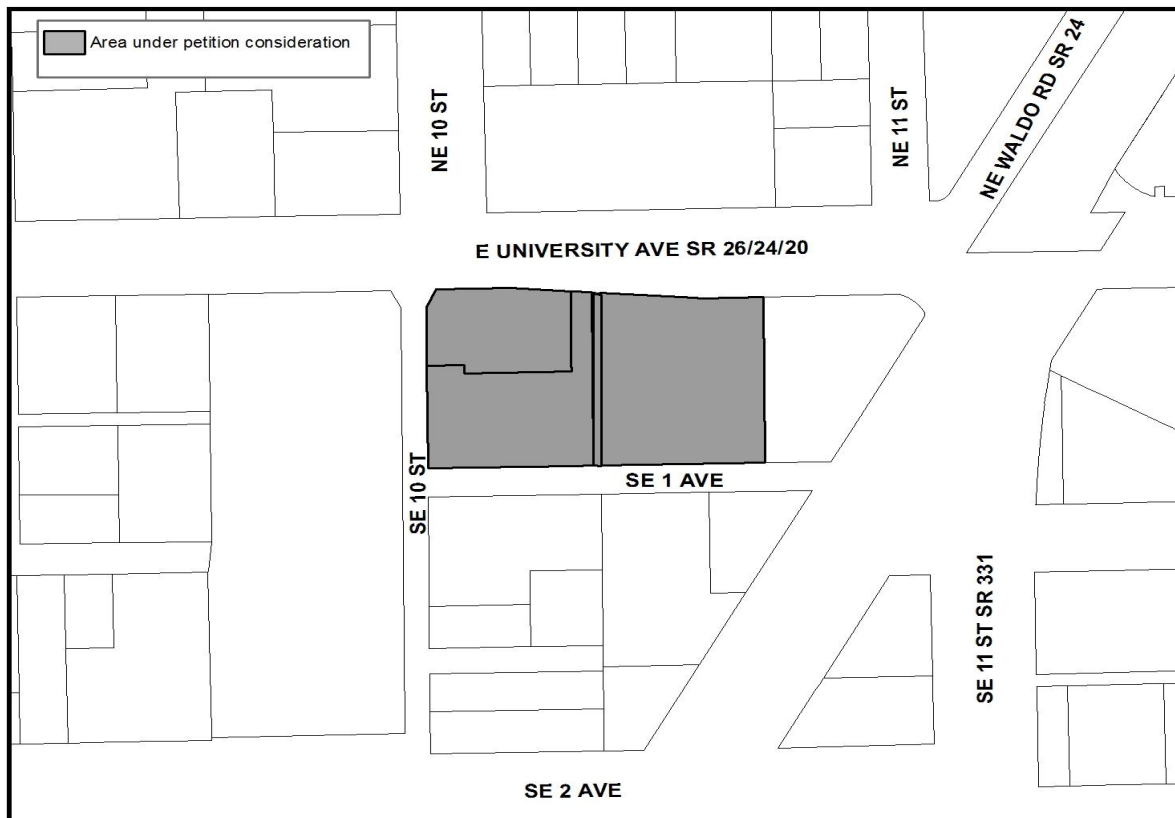 Area under petition consideration
NE 10 ST
NE 11 ST
NE WALDO RD SR 24
E UNIVERSITY AVE SR 26/24/20
SE 10 ST
SE 1 AVE
SE 11 ST SR 331
SE 2 AVE